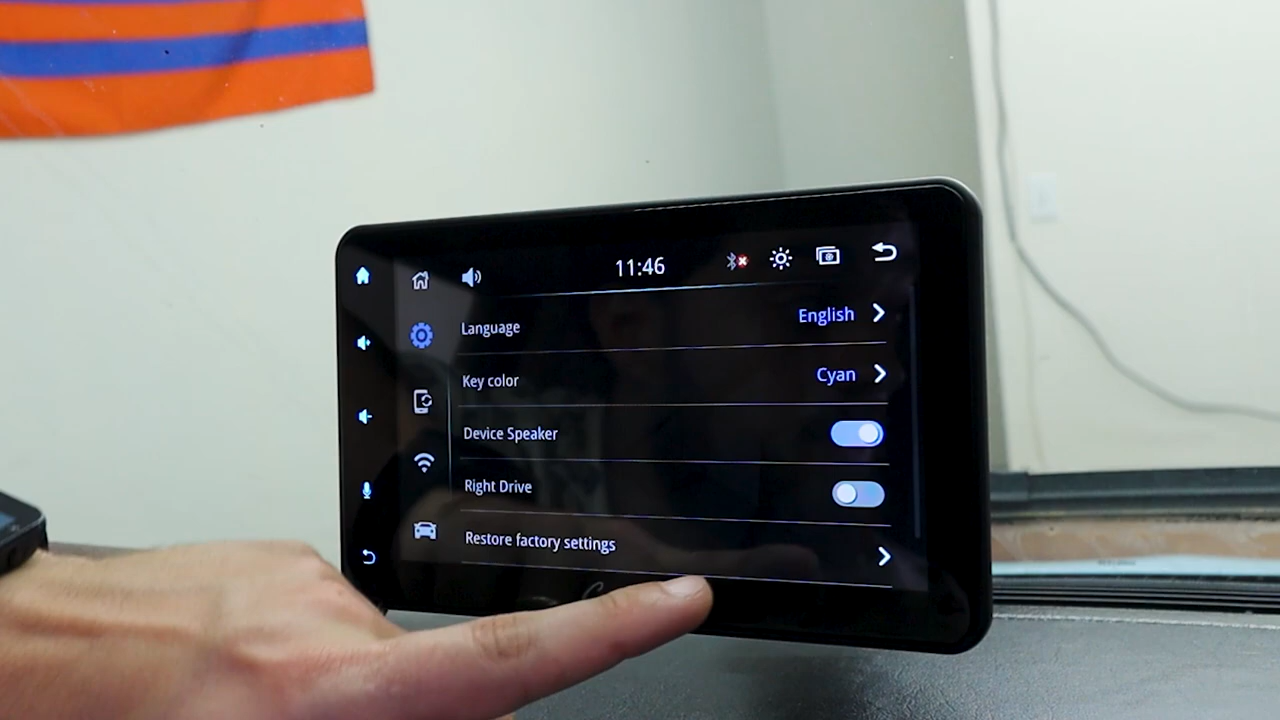 11:46
Language English
Key color Cyan
Device Speaker
Right Drive
Restore factory settings